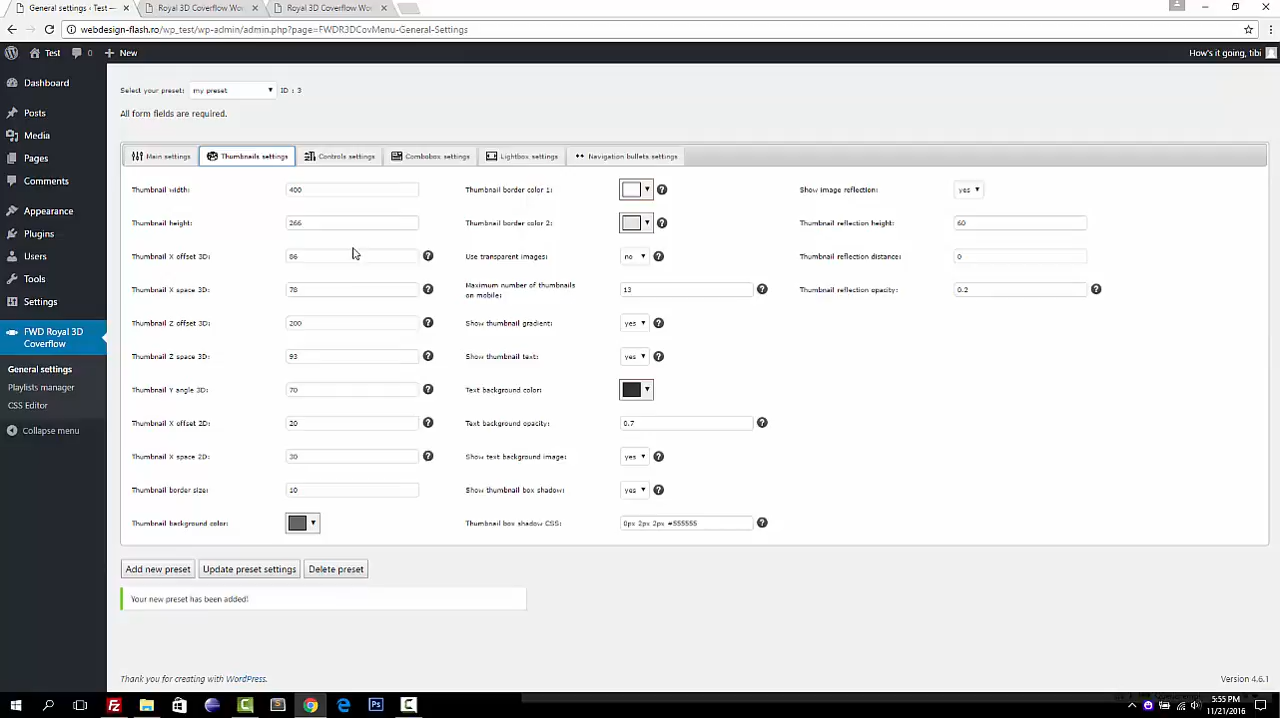 General settings ‹ Test —
Royal 3D Coverflow Wor
Royal 3D Coverflow Wor
webdesign-flash.ro/wp_test/wp-admin/admin.php?page=FWDR3DCovMenu-General-Settings
Test
0
New
How's it going, tibi
Dashboard
Posts
Media
Pages
Comments
Appearance
Plugins
Users
Tools
Settings
FWD Royal 3D
Coverflow
General settings
Playlists manager
CSS Editor
Collapse menu
Select your preset:
my preset
ID : 3
All form fields are required.
Main settings
Thumbnails settings
Controls settings
Combobox settings
Lightbox settings
Navigation bullets settings
Thumbnail width:
400
Thumbnail height:
266
Thumbnail X offset 3D:
86
Thumbnail X space 3D:
78
Thumbnail Z offset 3D:
200
Thumbnail Z space 3D:
93
Thumbnail Y angle 3D:
70
Thumbnail X offset 2D:
20
Thumbnail X space 2D:
30
Thumbnail border size:
10
Thumbnail background color:
Thumbnail border color 1:
Thumbnail border color 2:
Use transparent images:
no
Maximum number of thumbnails
on mobile:
13
Show thumbnail gradient:
yes
Show thumbnail text:
yes
Text background color:
Text background opacity:
0.7
Show text background image:
yes
Show thumbnail box shadow:
yes
Thumbnail box shadow CSS:
0px 2px 2px #555555
Show image reflection:
yes
Thumbnail reflection height:
60
Thumbnail reflection distance:
0
Thumbnail reflection opacity:
0.2
Add new preset
Update preset settings
Delete preset
Your new preset has been added!
Thank you for creating with WordPress.
Version 4.6.1
5:55 PM
11/21/2016